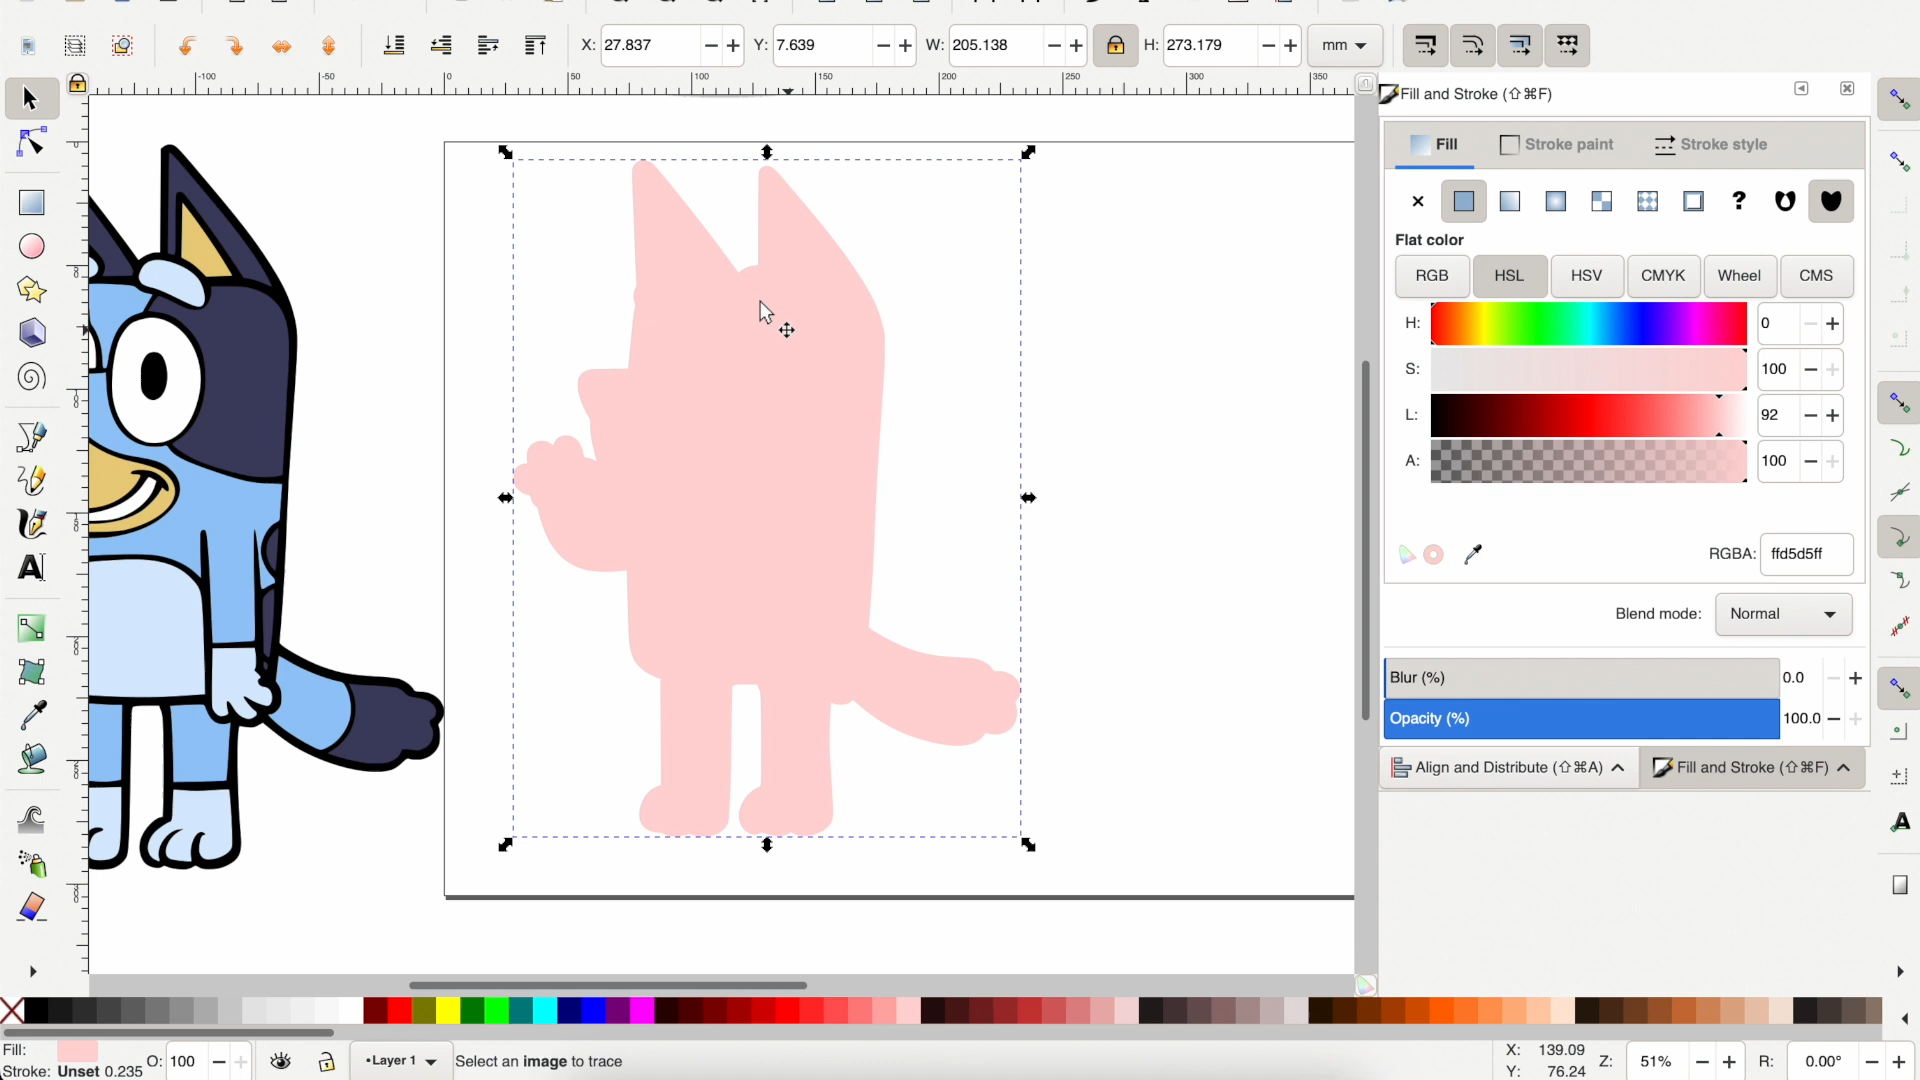 X: 27.837
Y: 7.639
W: 205.138
H: 273.179
mm
-100 -50 0 50 100 150 200 250 300 350
Fill and Stroke (⇧⌘F)
Fill
Stroke paint
Stroke style
?
Flat color
RGB
HSL
HSV
CMYK
Wheel
CMS
H: 0
S: 100
L: 92
A: 100
RGBA: ffd5d5ff
Blend mode: Normal
Blur (%) 0.0
Opacity (%) 100.0
Align and Distribute (⇧⌘A)
Fill and Stroke (⇧⌘F)
Fill:
Stroke: Unset 0.235
O: 100
•Layer 1
Select an image to trace
X: 139.09
Y: 76.24
Z: 51%
R: 0.00°